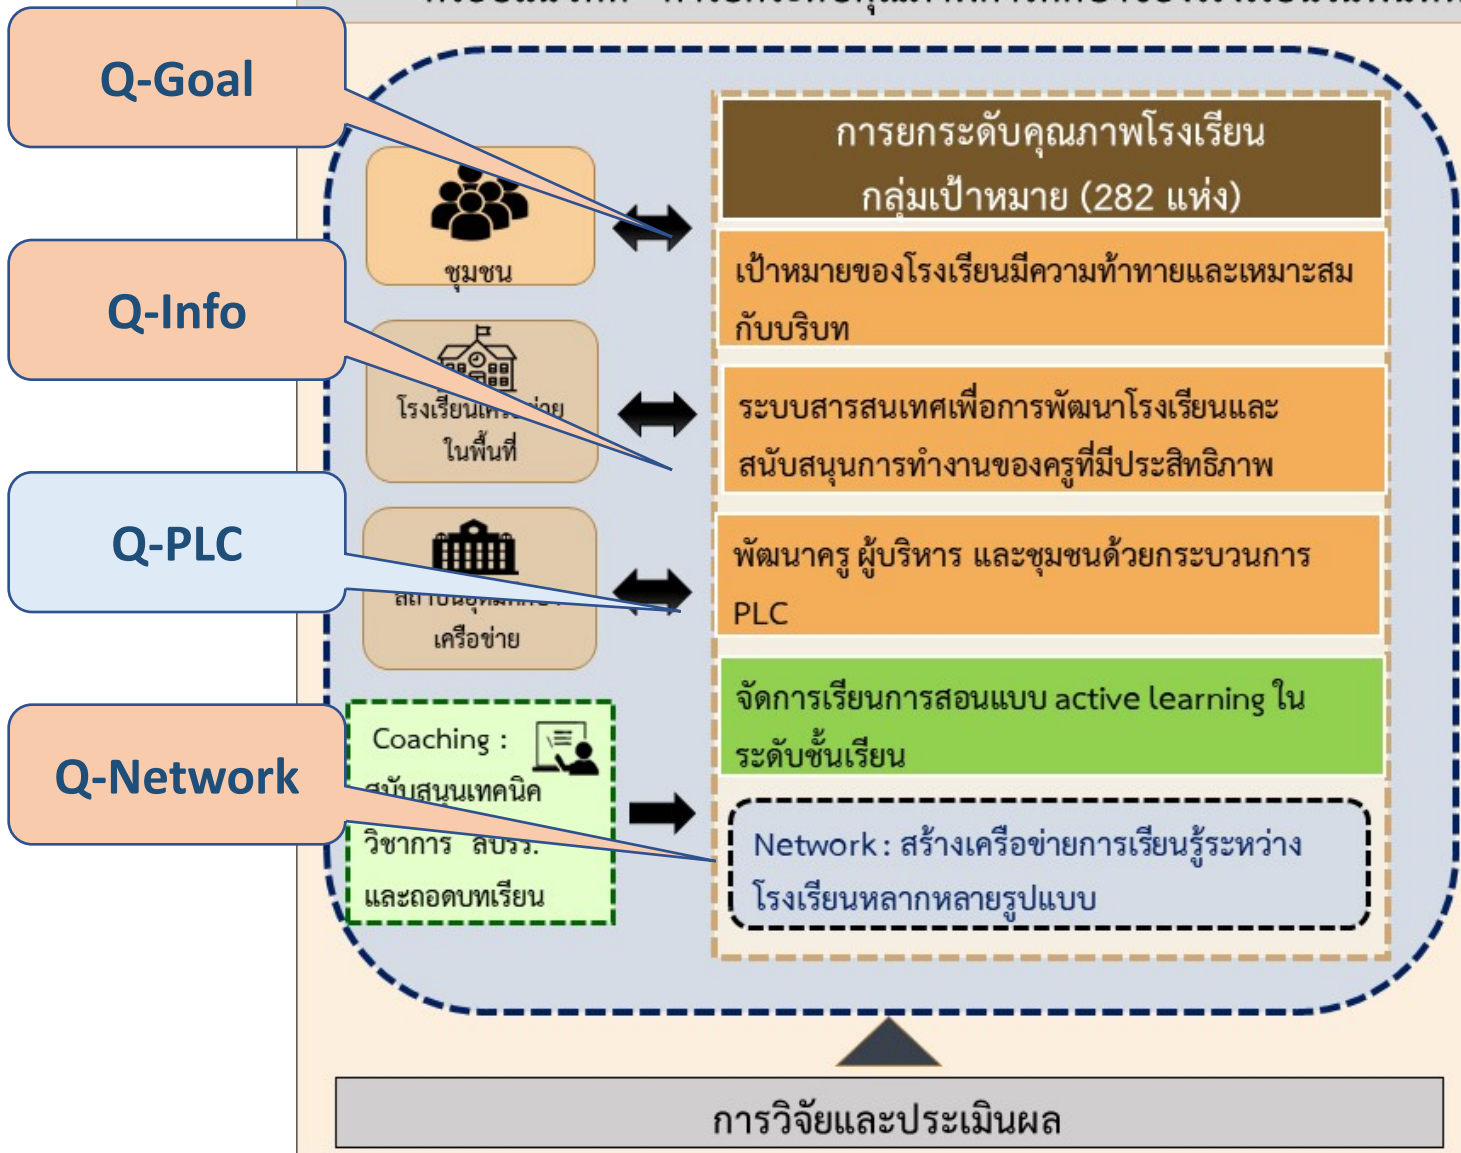 Q-Goal
การยกระดับคุณภาพโรงเรียน
กลุ่มเป้าหมาย (282 แห่ง)
ชุมชน
เป้าหมายของโรงเรียนมีความท้าทายและเหมาะสม
กับบริบท
Q-Info
โรงเรียนเครือข่าย
ในพื้นที่
ระบบสารสนเทศเพื่อการพัฒนาโรงเรียนและ
สนับสนุนการทำงานของครูที่มีประสิทธิภาพ
Q-PLC
เครือข่าย
พัฒนาครู ผู้บริหาร และชุมชนด้วยกระบวนการ
PLC
จัดการเรียนการสอนแบบ active learning ใน
ระดับชั้นเรียน
Q-Network
Coaching :
สนับสนุนเทคนิค
วิชาการ
และถอดบทเรียน
Network : สร้างเครือข่ายการเรียนรู้ระหว่าง
โรงเรียนหลากหลายรูปแบบ
การวิจัยและประเมินผล